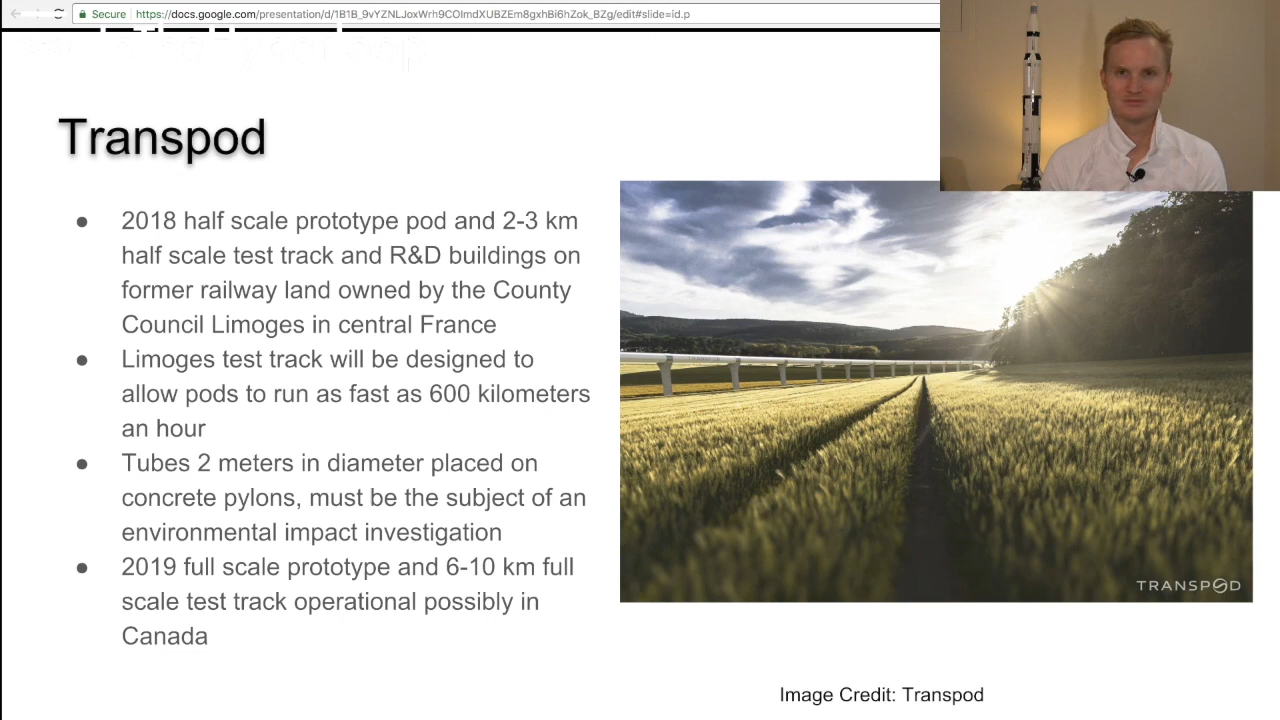 Secure
https://docs.google.com/presentation/d/1B1B_9vYZNLJoxWrh9COImdXUBZEm8gxhBi6hZok_BZg/edit#slide=id.p
Transpod
● 2018 half scale prototype pod and 2-3 km
half scale test track and R&D buildings on
former railway land owned by the County
Council Limoges in central France
● Limoges test track will be designed to
allow pods to run as fast as 600 kilometers
an hour
● Tubes 2 meters in diameter placed on
concrete pylons, must be the subject of an
environmental impact investigation
● 2019 full scale prototype and 6-10 km full
scale test track operational possibly in
Canada
TRANSPOD
Image Credit: Transpod